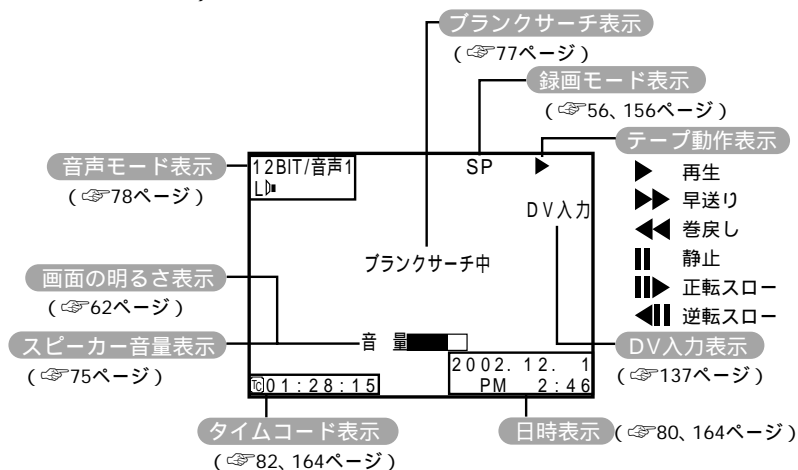 ブランクサーチ表示
(☞77ページ)
録画モード表示
(☞56、156ページ)
テープ動作表示
▶ 再生
▶▶ 早送り
◀◀ 巻戻し
❚❚ 静止
❚❚▶ 正転スロー
◀❚❚ 逆転スロー
音声モード表示
(☞78ページ)
12BIT/音声1
L
SP ▶
DV入力
ブランクサーチ中
画面の明るさ表示
(☞62ページ)
音 量
スピーカー音量表示
(☞75ページ)
DV入力表示
(☞137ページ)
2002.12. 1
PM 2:46
TC 01:28:15
タイムコード表示
(☞82、164ページ)
日時表示 (☞80、164ページ)